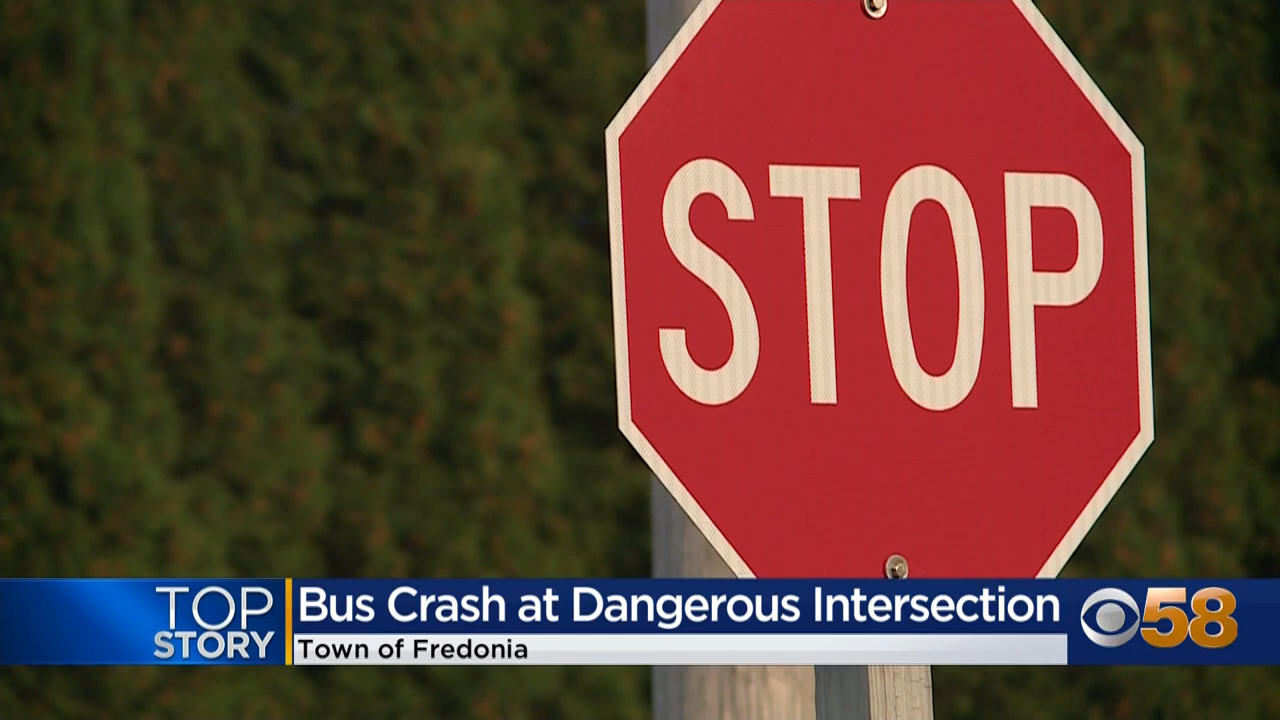 STOP
TOP
STORY
Bus Crash at Dangerous Intersection
Town of Fredonia
58